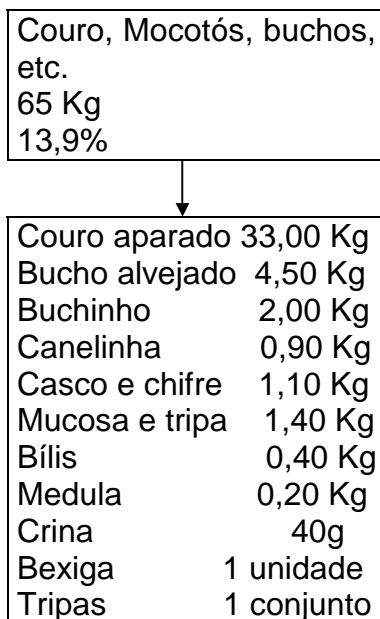 Couro, Mocotós, buchos,
etc.
65 Kg
13,9%
Couro aparado 33,00 Kg
Bucho alvejado 4,50 Kg
Buchinho 2,00 Kg
Canelinha 0,90 Kg
Casco e chifre 1,10 Kg
Mucosa e tripa 1,40 Kg
Bílis 0,40 Kg
Medula 0,20 Kg
Crina 40g
Bexiga 1 unidade
Tripas 1 conjunto